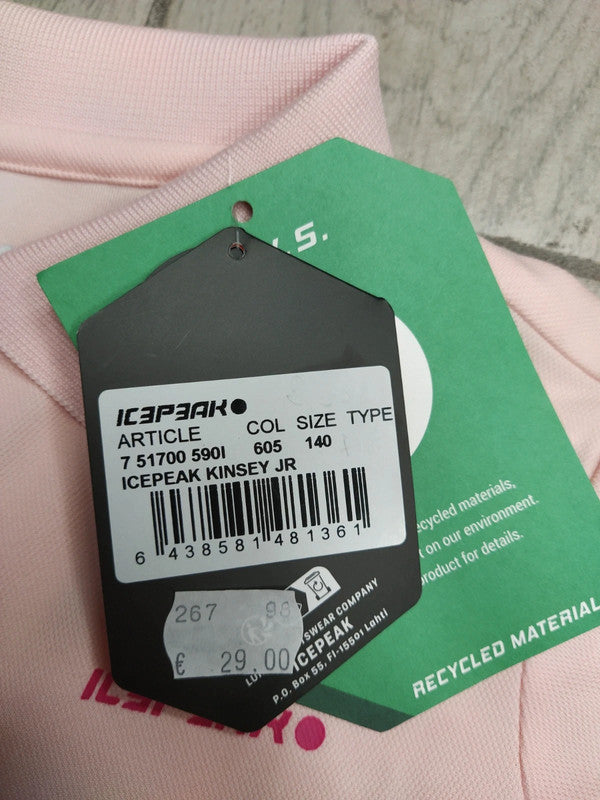 .S.
ICEPEAK
ARTICLE COL SIZE TYPE
7 51700 590I 605 140
ICEPEAK KINSEY JR
6 438581 481361
recycled materials,
on our environment.
product for details.
RECYCLED MATERIAL
267
€ 29.00
COMPANY
ICEPEAK
P.O. Box 55, FI-15501 Lahti
ICEPEAK